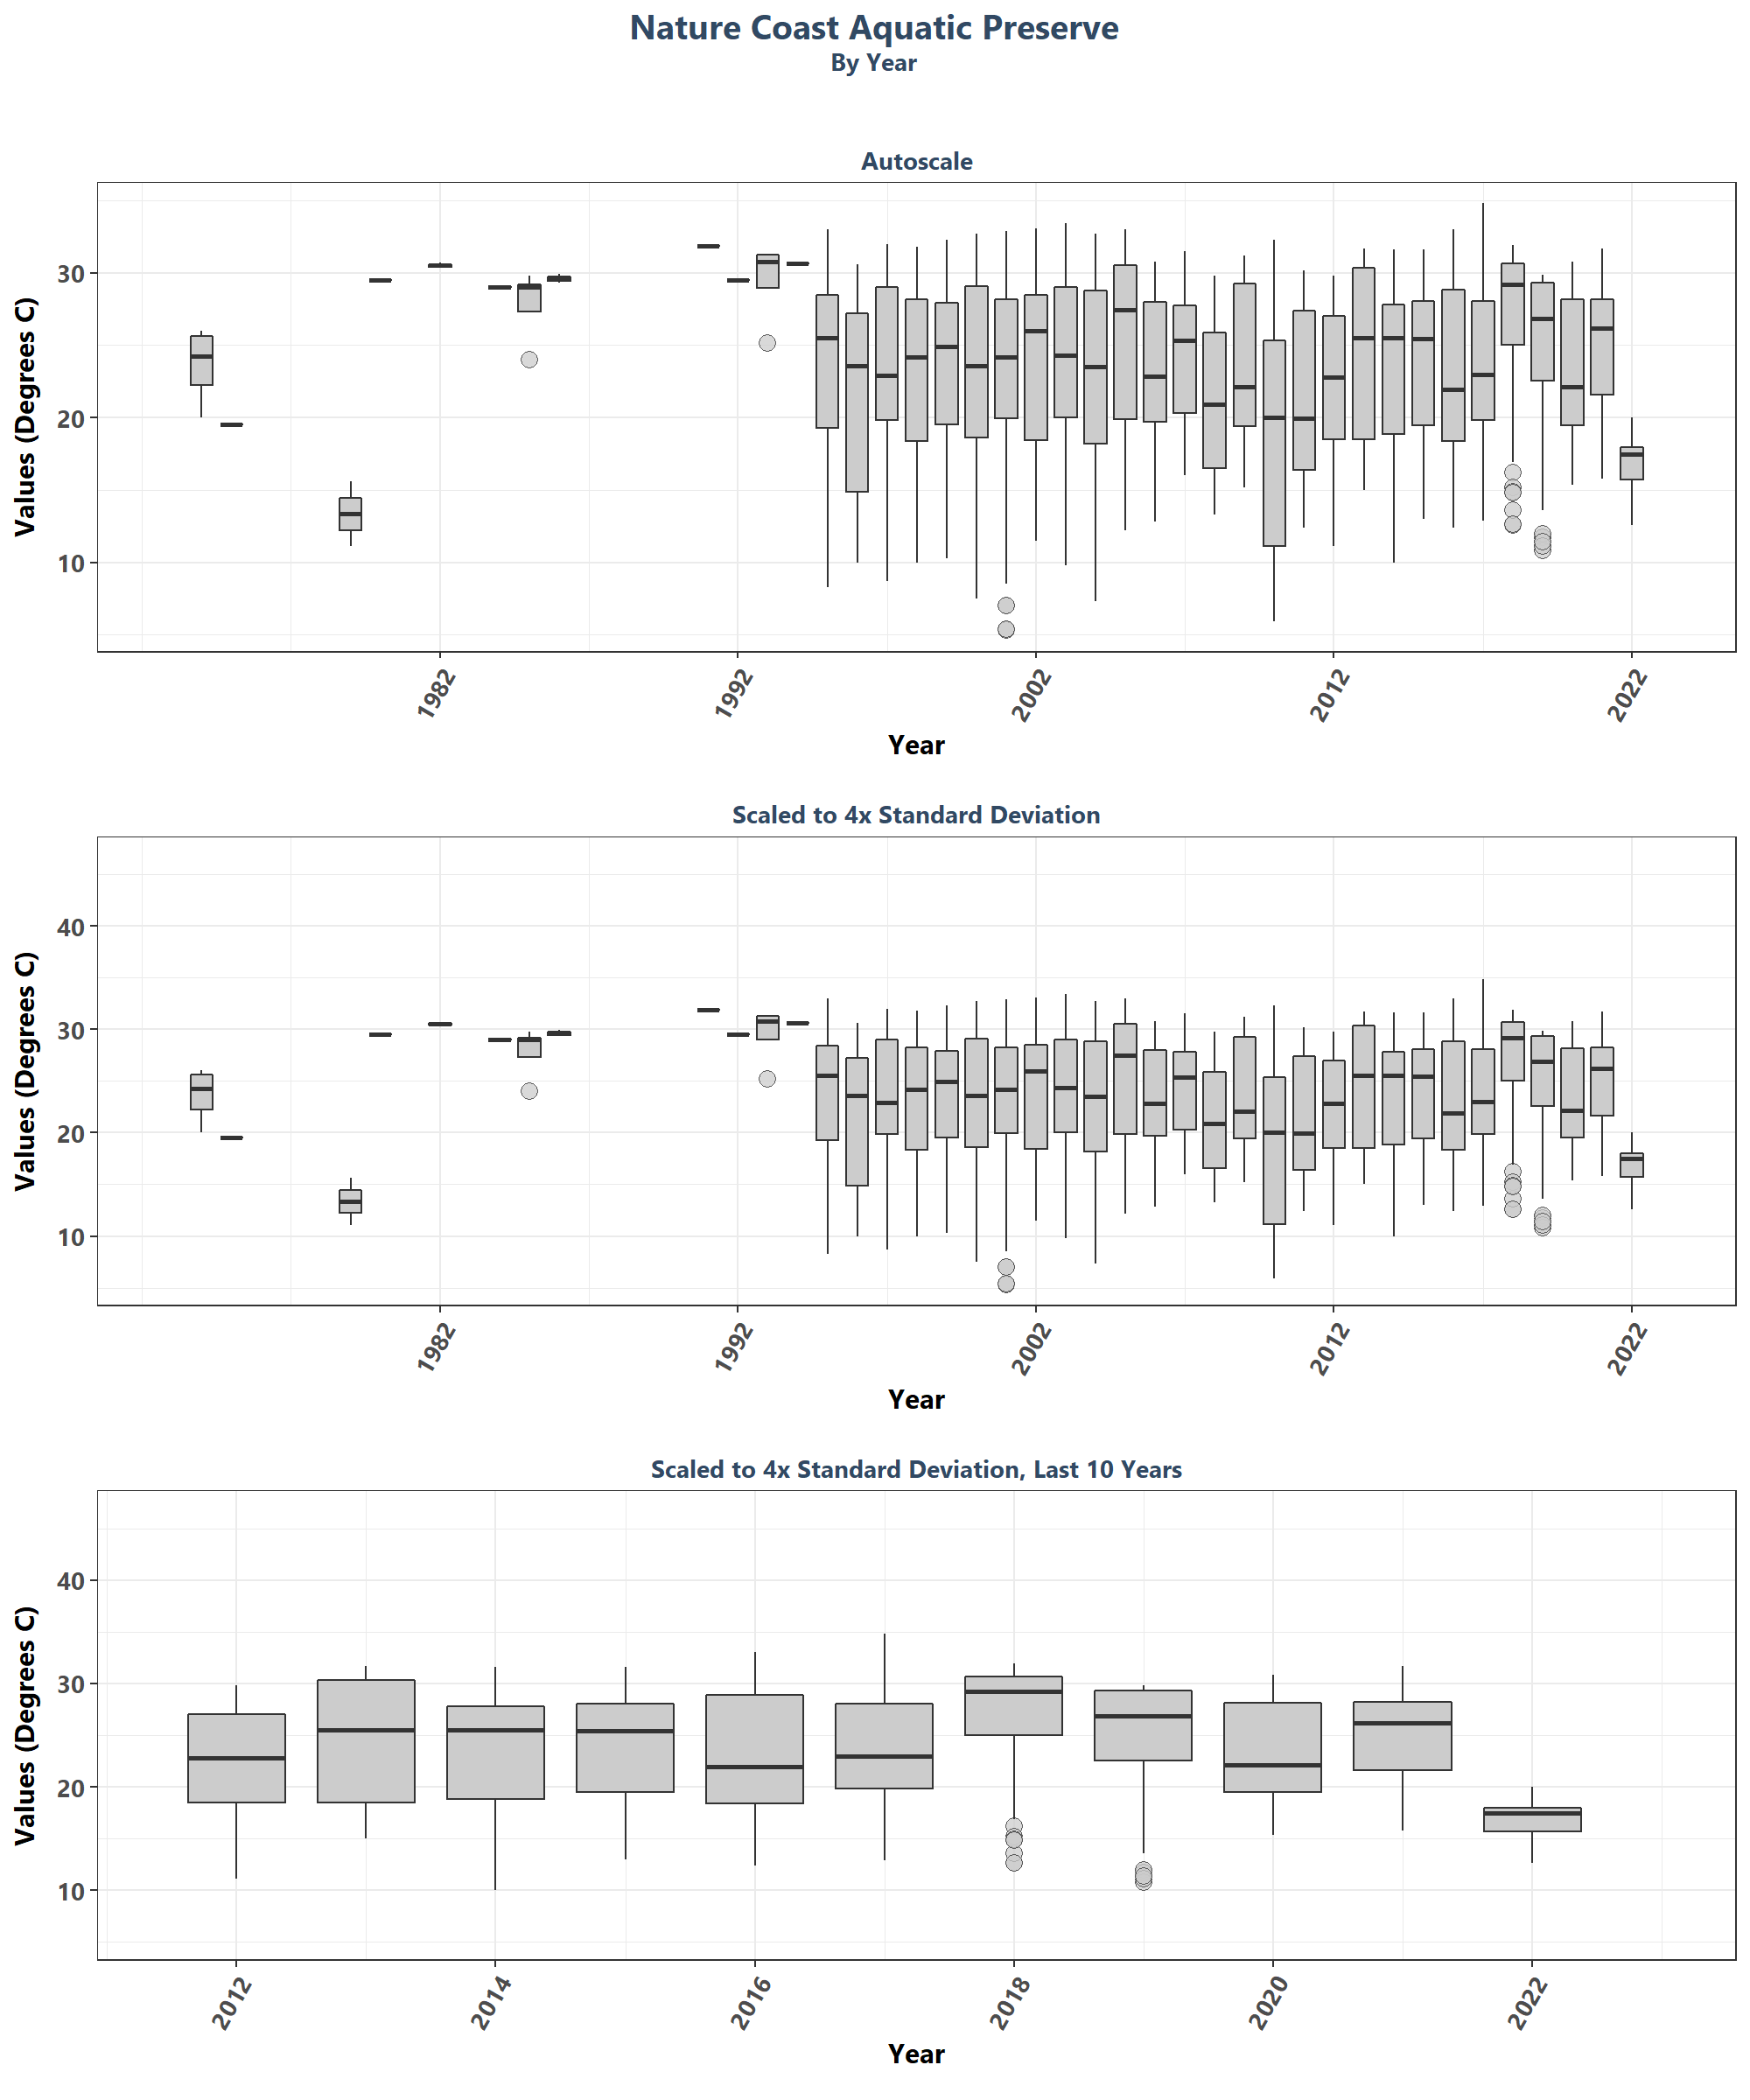 Nature Coast Aquatic Preserve
By Year
Autoscale
Values (Degrees C)
30
20
10
1982
1992
2002
2012
2022
Year
Scaled to 4x Standard Deviation
Values (Degrees C)
40
30
20
10
1982
1992
2002
2012
2022
Year
Scaled to 4x Standard Deviation, Last 10 Years
Values (Degrees C)
40
30
20
10
2012
2014
2016
2018
2020
2022
Year